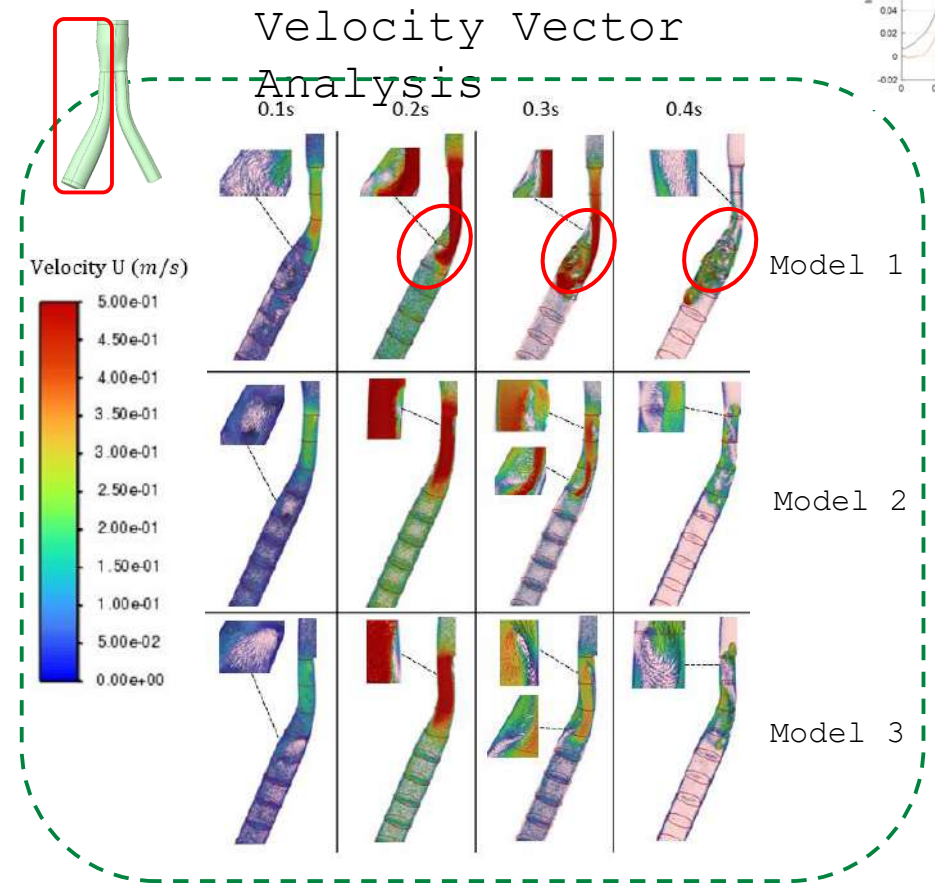 Velocity Vector
Analysis
0.04
0.02
0
-0.02
0
0.1s
0.2s
0.3s
0.4s
Velocity U (m/s)
5.00e-01
4.50e-01
4.00e-01
3.50e-01
3.00e-01
2.50e-01
2.00e-01
1.50e-01
1.00e-01
5.00e-02
0.00e+00
Model 1
Model 2
Model 3